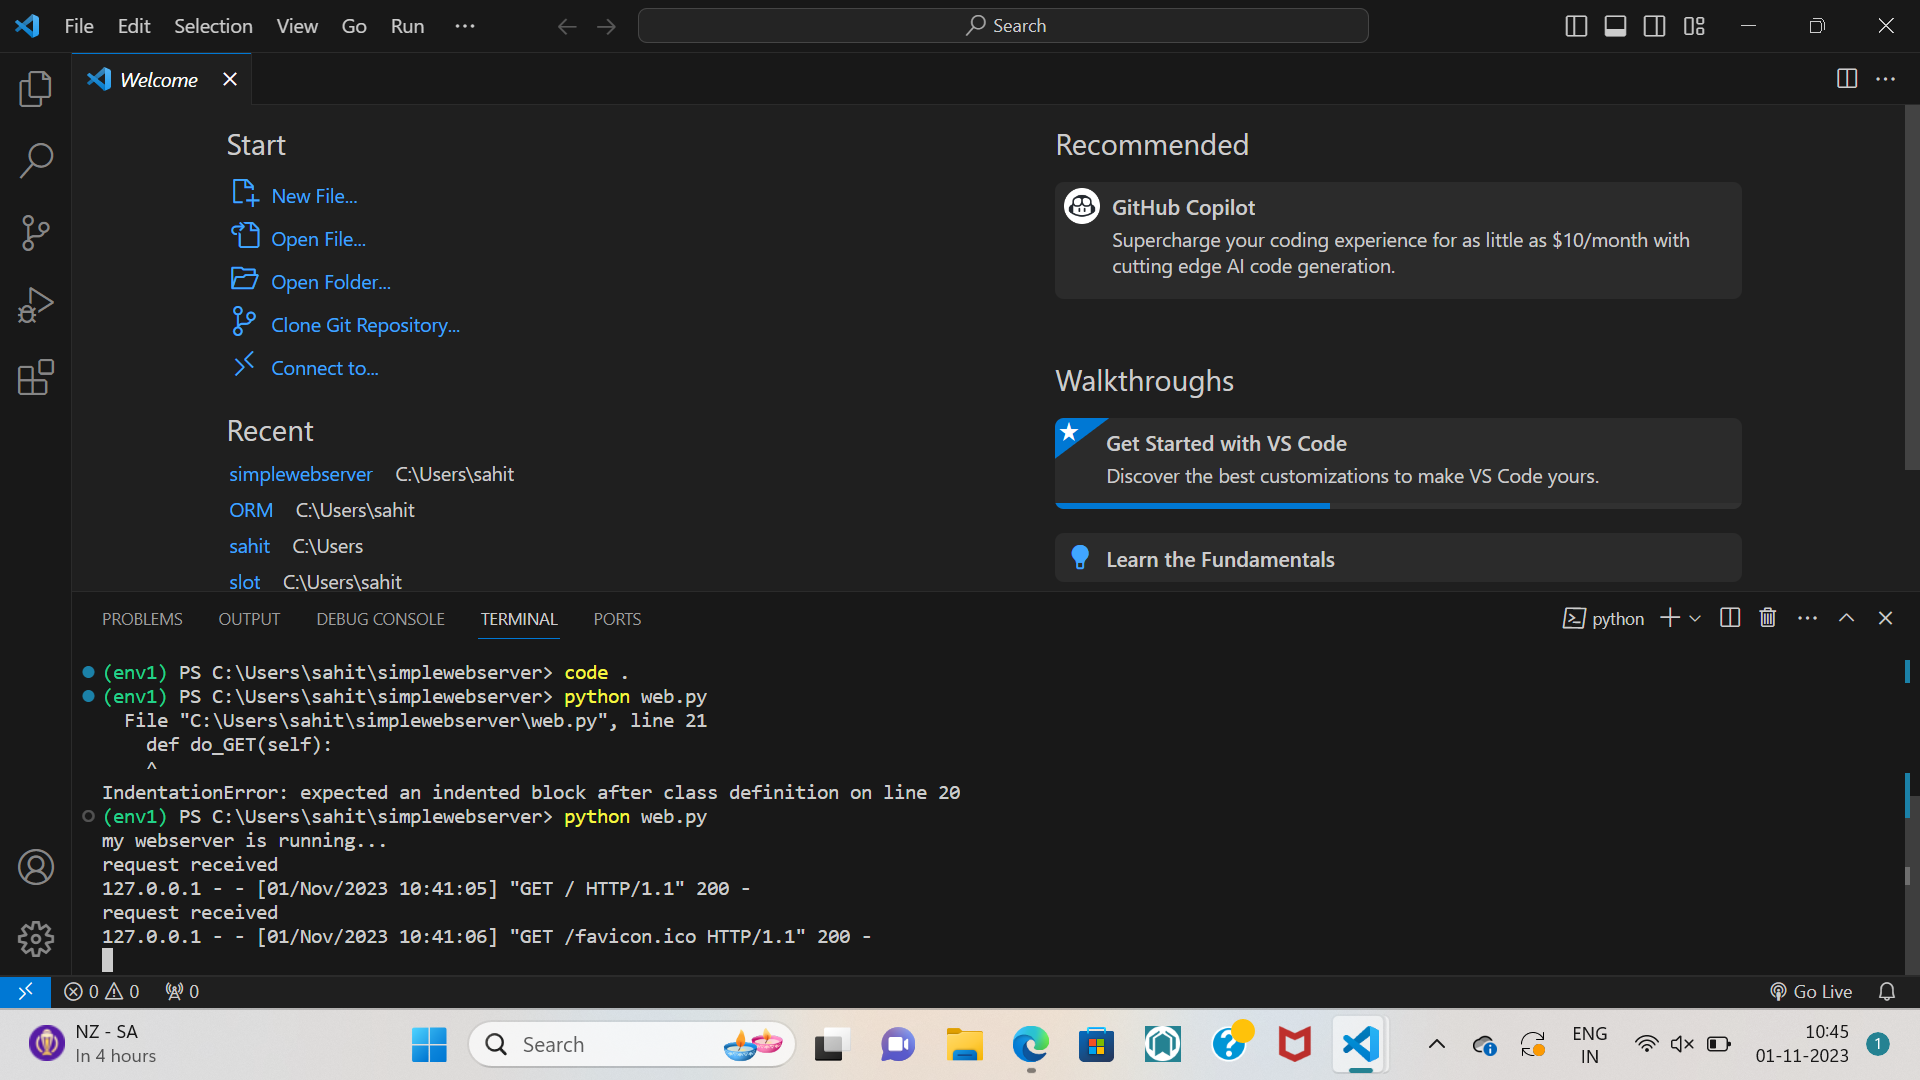 File Edit Selection View Go Run ···
Search
Welcome
Start
New File...
Open File...
Open Folder...
Clone Git Repository...
Connect to...
Recent
simplewebserver C:\Users\sahit
ORM C:\Users\sahit
sahit C:\Users
slot C:\Users\sahit
Recommended
GitHub Copilot
Supercharge your coding experience for as little as $10/month with
cutting edge AI code generation.
Walkthroughs
Get Started with VS Code
Discover the best customizations to make VS Code yours.
Learn the Fundamentals
PROBLEMS OUTPUT DEBUG CONSOLE TERMINAL PORTS
python
(env1) PS C:\Users\sahit\simplewebserver> code .
(env1) PS C:\Users\sahit\simplewebserver> python web.py
File "C:\Users\sahit\simplewebserver\web.py", line 21
def do_GET(self):
^
IndentationError: expected an indented block after class definition on line 20
(env1) PS C:\Users\sahit\simplewebserver> python web.py
my webserver is running...
request received
127.0.0.1 - - [01/Nov/2023 10:41:05] "GET / HTTP/1.1" 200 -
request received
127.0.0.1 - - [01/Nov/2023 10:41:06] "GET /favicon.ico HTTP/1.1" 200 -
0 0 0
Go Live
NZ - SA
In 4 hours
Search
ENG
IN
10:45
01-11-2023
1